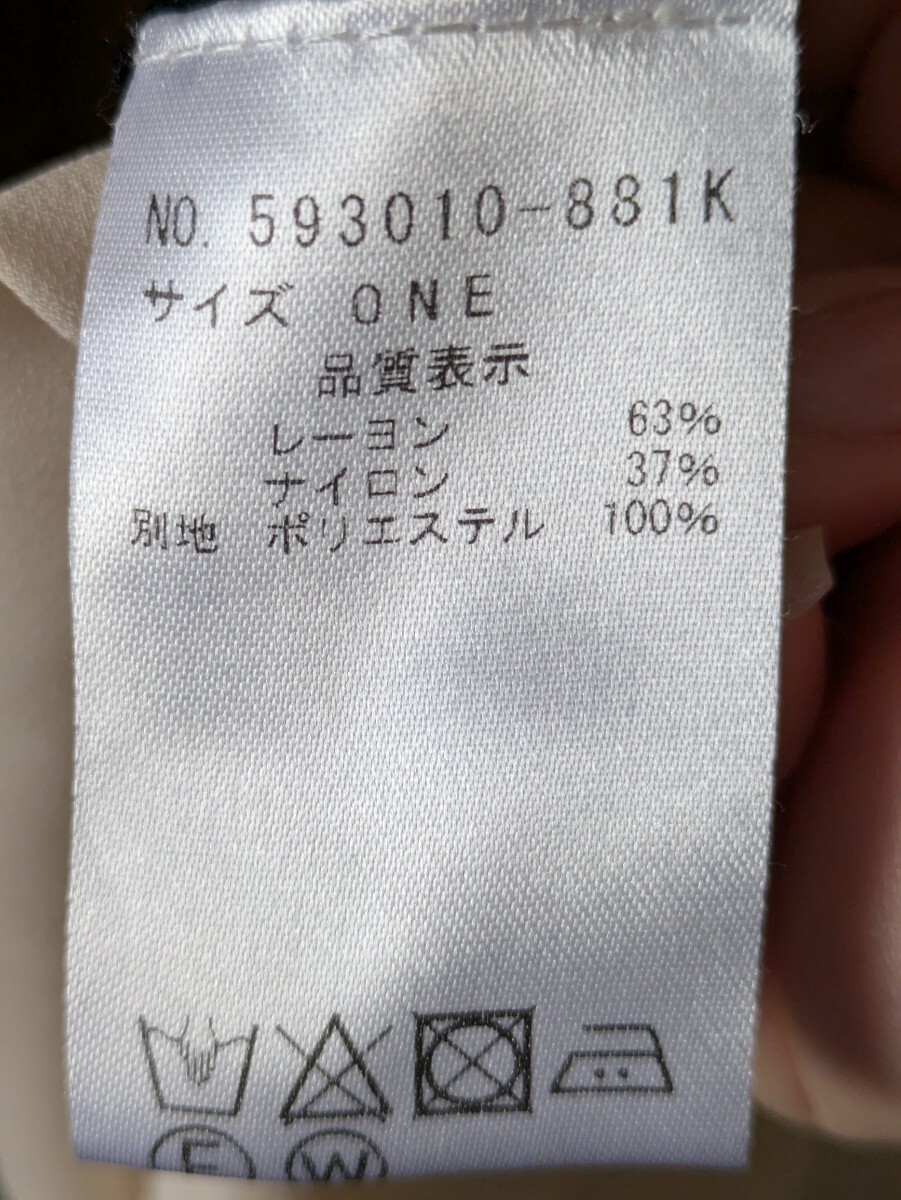 NO. 593010-881K
サイズ ONE
品質表示
レーヨン 63%
ナイロン 37%
別地 ポリエステル 100%
F W